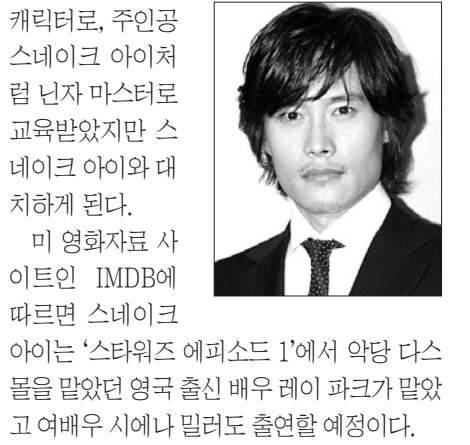 캐릭터로, 주인공
스네이크 아이처
럼 닌자 마스터로
교육받았지만 스
네이크 아이와 대
치하게 된다.
미 영화자료 사
이트인 IMDB에
따르면 스네이크
아이는 ‘스타워즈 에피소드 1’에서 악당 다스
몰을 맡았던 영국 출신 배우 레이 파크가 맡았
고 여배우 시에나 밀러도 출연할 예정이다.